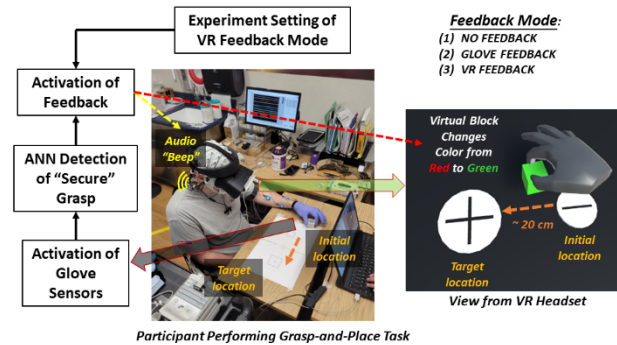 Experiment Setting of
VR Feedback Mode
Feedback Mode:
(1) NO FEEDBACK
(2) GLOVE FEEDBACK
(3) VR FEEDBACK
Activation of
Feedback
Audio
"Beep"
ANN Detection
of "Secure"
Grasp
Activation of
Glove
Sensors
Initial
location
Target
location
Participant Performing Grasp-and-Place Task
Virtual Block
Changes
Color from
Red to Green
~ 20 cm
Target
location
Initial
location
View from VR Headset